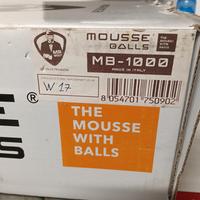 MOUSSE
BALLS
MB-1000
MADE IN ITALY
W 17
8 054701 750902
E®
S
THE
MOUSSE
WITH
BALLS